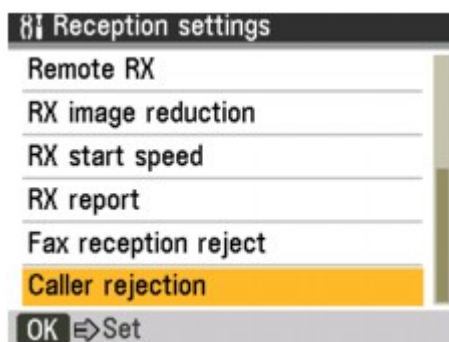 Reception settings
Remote RX
RX image reduction
RX start speed
RX report
Fax reception reject
Caller rejection
OK ⇨Set